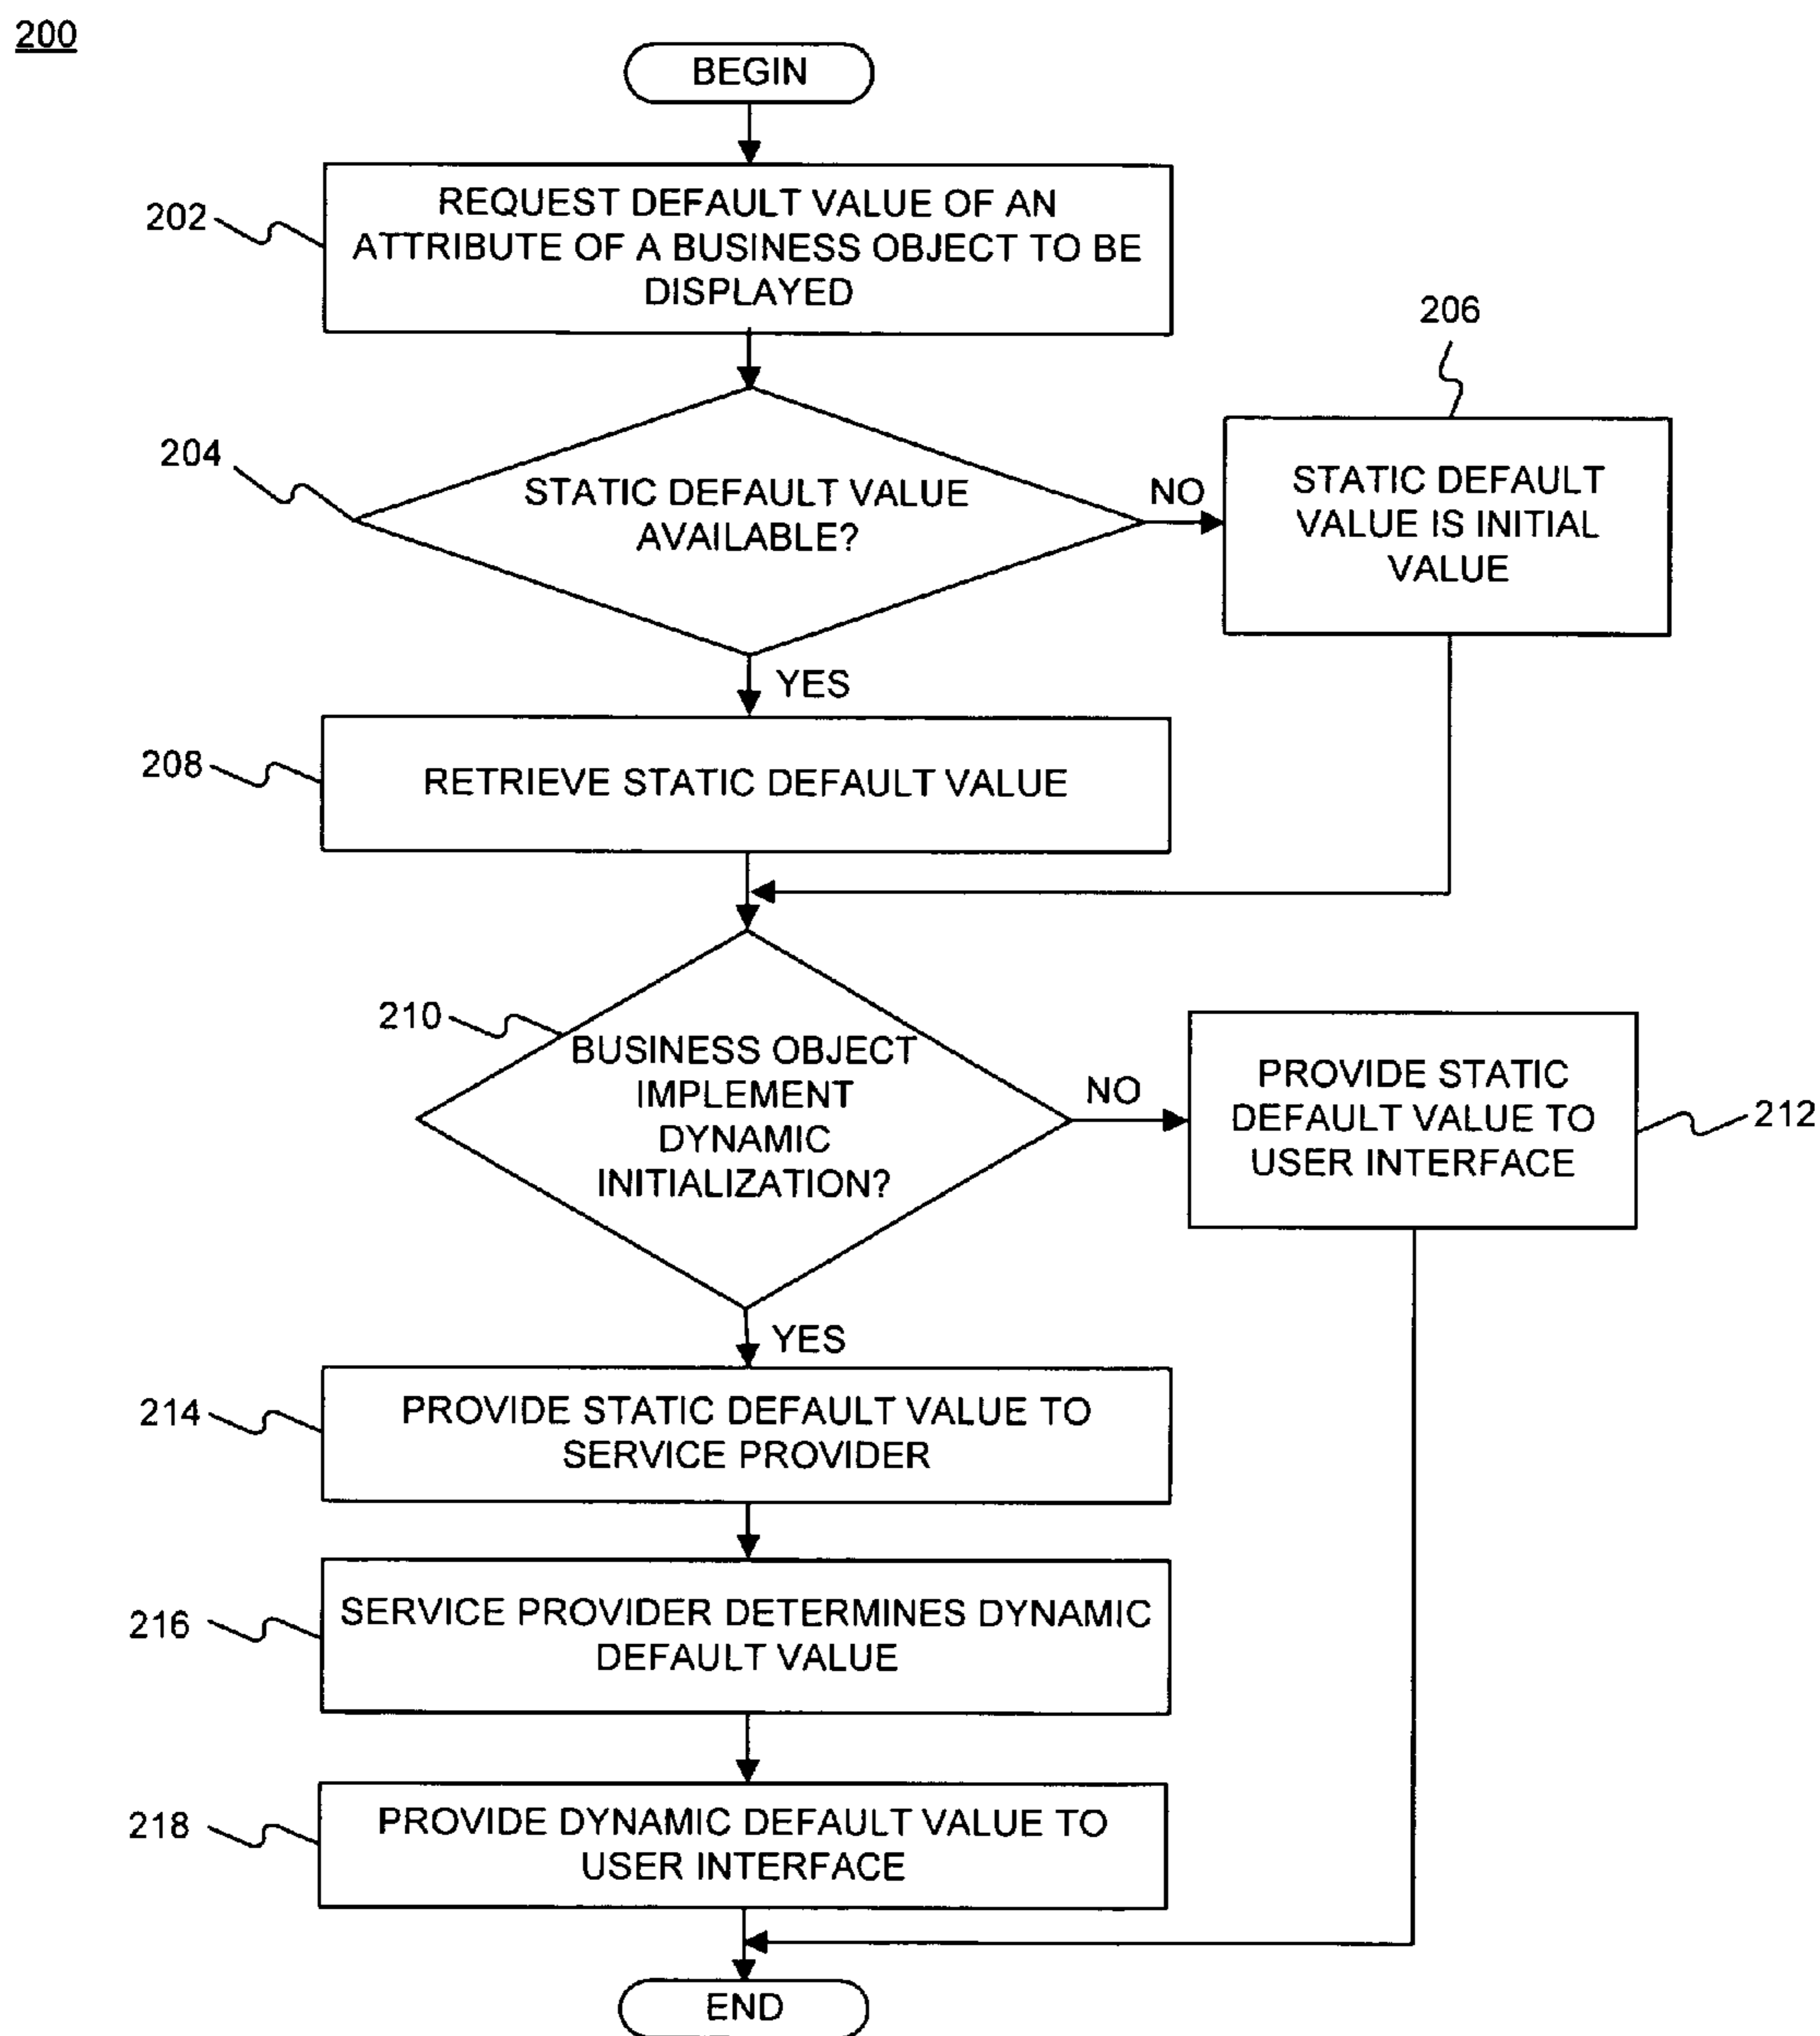 200
BEGIN
202
REQUEST DEFAULT VALUE OF AN
ATTRIBUTE OF A BUSINESS OBJECT TO BE
DISPLAYED
206
204
STATIC DEFAULT VALUE
AVAILABLE?
NO
STATIC DEFAULT
VALUE IS INITIAL
VALUE
YES
208
RETRIEVE STATIC DEFAULT VALUE
210
BUSINESS OBJECT
IMPLEMENT
DYNAMIC
INITIALIZATION?
NO
PROVIDE STATIC
DEFAULT VALUE TO
USER INTERFACE
212
YES
214
PROVIDE STATIC DEFAULT VALUE TO
SERVICE PROVIDER
216
SERVICE PROVIDER DETERMINES DYNAMIC
DEFAULT VALUE
218
PROVIDE DYNAMIC DEFAULT VALUE TO
USER INTERFACE
END